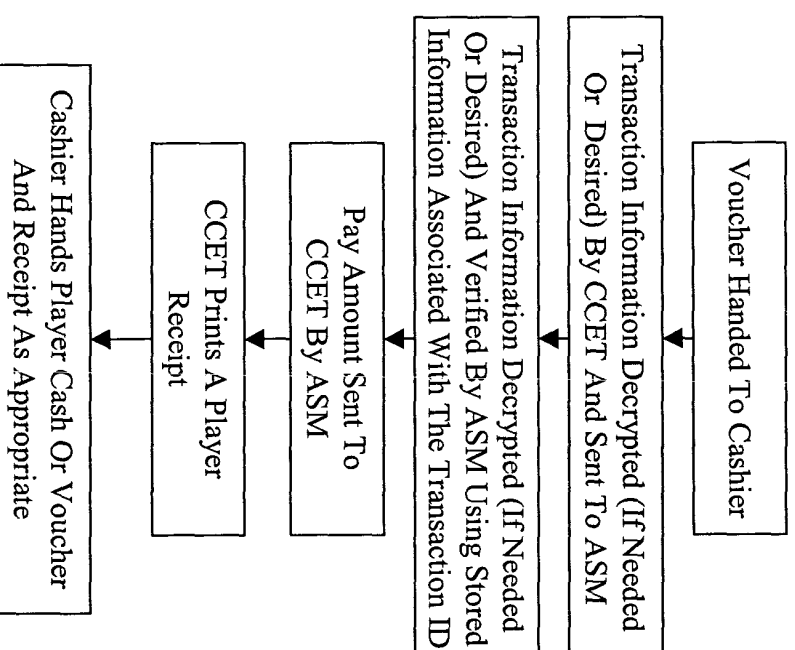 Voucher Handed To Cashier
Transaction Information Decrypted (If Needed
Or Desired) By CCET And Sent To ASM
Transaction Information Decrypted (If Needed
Or Desired) And Verified By ASM Using Stored
Information Associated With The Transaction ID
Pay Amount Sent To
CCET By ASM
CCET Prints A Player
Receipt
Cashier Hands Player Cash Or Voucher
And Receipt As Appropriate